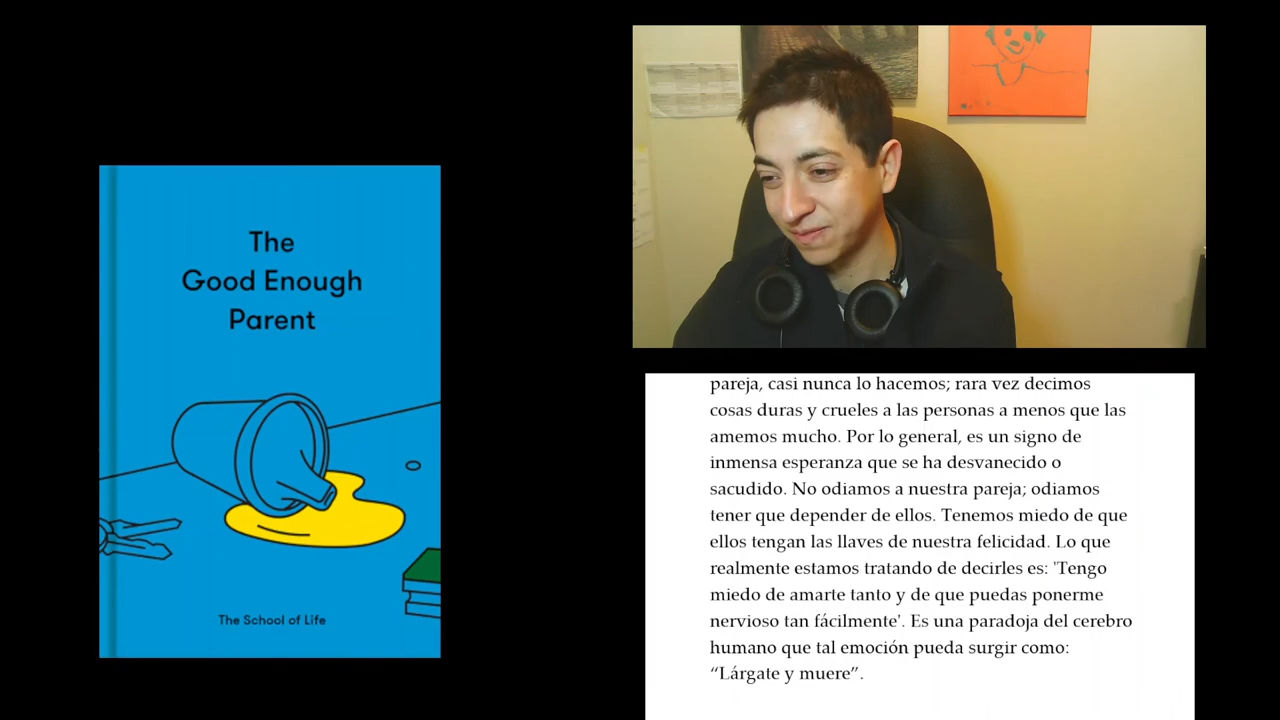 The
Good Enough
Parent
The School of Life
pareja, casi nunca lo hacemos; rara vez decimos
cosas duras y crueles a las personas a menos que las
amemos mucho. Por lo general, es un signo de
inmensa esperanza que se ha desvanecido o
sacudido. No odiamos a nuestra pareja; odiamos
tener que depender de ellos. Tenemos miedo de que
ellos tengan las llaves de nuestra felicidad. Lo que
realmente estamos tratando de decirles es: 'Tengo
miedo de amarte tanto y de que puedas ponerme
nervioso tan fácilmente'. Es una paradoja del cerebro
humano que tal emoción pueda surgir como:
“Lárgate y muere”.